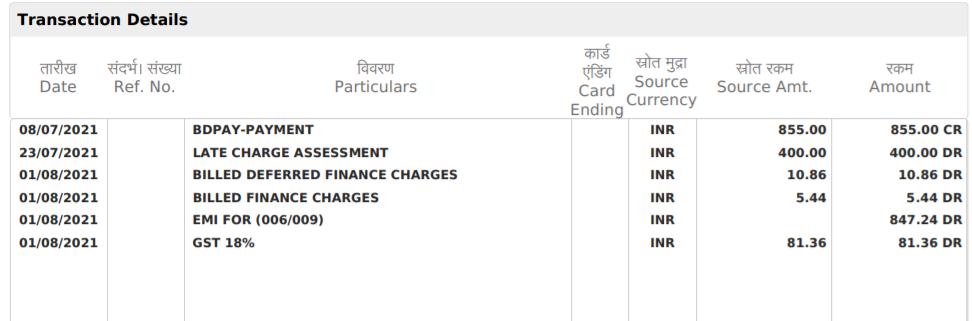 Transaction Details
तारीख संदर्भ। संख्या विवरण कार्ड एंडिंग स्रोत मुद्रा स्रोत रकम रकम
Date Ref. No. Particulars Card Ending Source Currency Source Amt. Amount
08/07/2021 BDPAY-PAYMENT INR 855.00 855.00 CR
23/07/2021 LATE CHARGE ASSESSMENT INR 400.00 400.00 DR
01/08/2021 BILLED DEFERRED FINANCE CHARGES INR 10.86 10.86 DR
01/08/2021 BILLED FINANCE CHARGES INR 5.44 5.44 DR
01/08/2021 EMI FOR (006/009) INR 847.24 DR
01/08/2021 GST 18% INR 81.36 81.36 DR